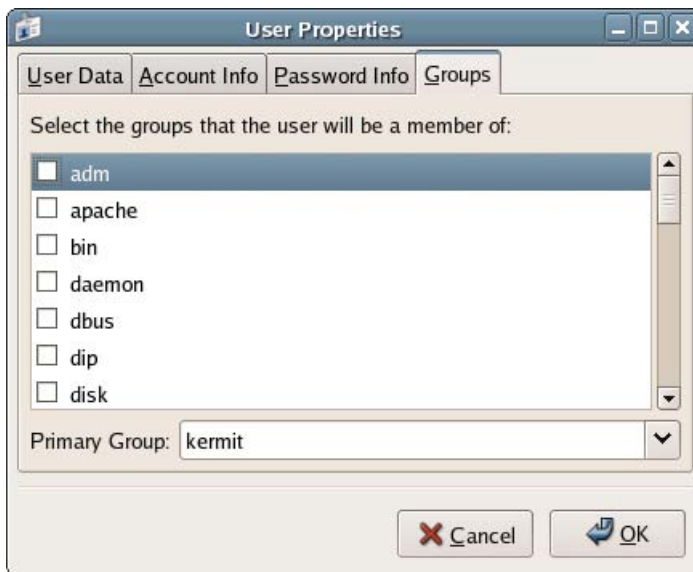 User Properties
User Data Account Info Password Info Groups
Select the groups that the user will be a member of:
adm
apache
bin
daemon
dbus
dip
disk
Primary Group: kermit
Cancel OK